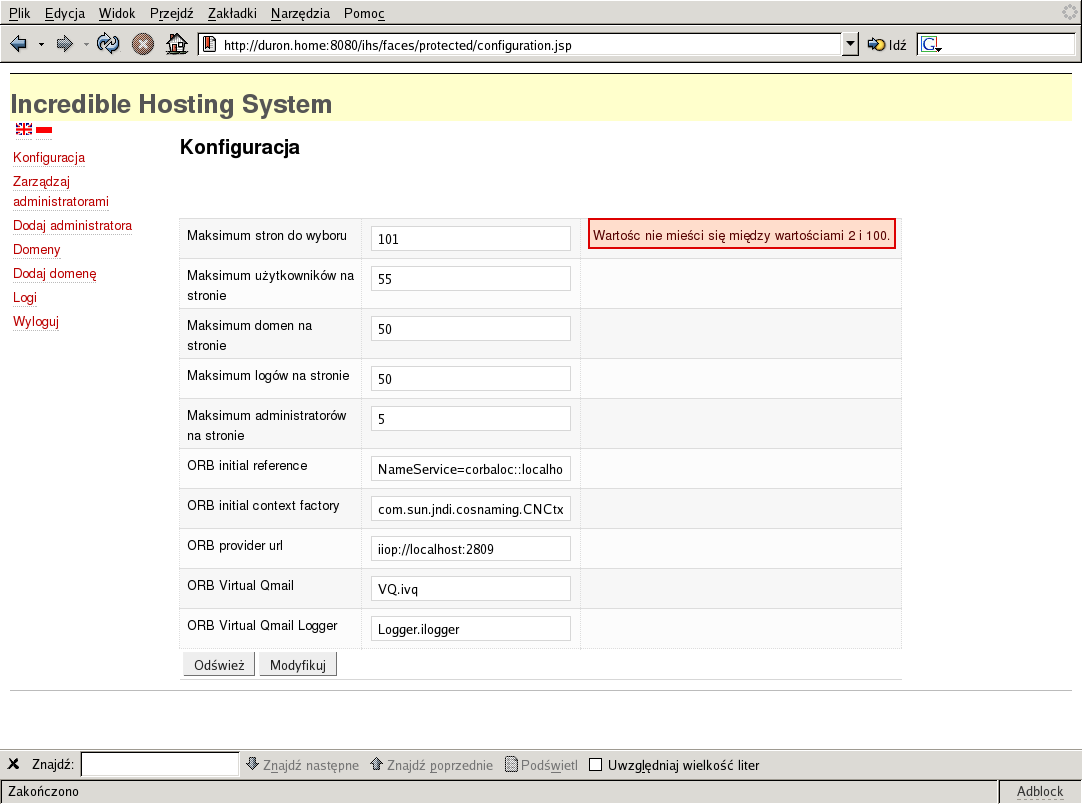 Plik Edycja Widok Przejdź Zakładki Narzędzia Pomoc
http://duron.home:8080/ihs/faces/protected/configuration.jsp Idź G
Incredible Hosting System
Konfiguracja
Zarządzaj
administratorami
Dodaj administratora
Domeny
Dodaj domenę
Logi
Wyloguj
Konfiguracja
Maksimum stron do wyboru 101 Wartośc nie mieści się między wartościami 2 i 100.
Maksimum użytkowników na
stronie
55
Maksimum domen na
stronie
50
Maksimum logów na stronie 50
Maksimum administratorów
na stronie
5
ORB initial reference NameService=corbaloc::localho
ORB initial context factory com.sun.jndi.cosnaming.CNCtx
ORB provider url iiop://localhost:2809
ORB Virtual Qmail VQ.ivq
ORB Virtual Qmail Logger Logger.ilogger
Odśwież Modyfikuj
Znajdź: Znajdź następne Znajdź poprzednie Podświetl Uwzględniaj wielkość liter
Zakończono Adblock